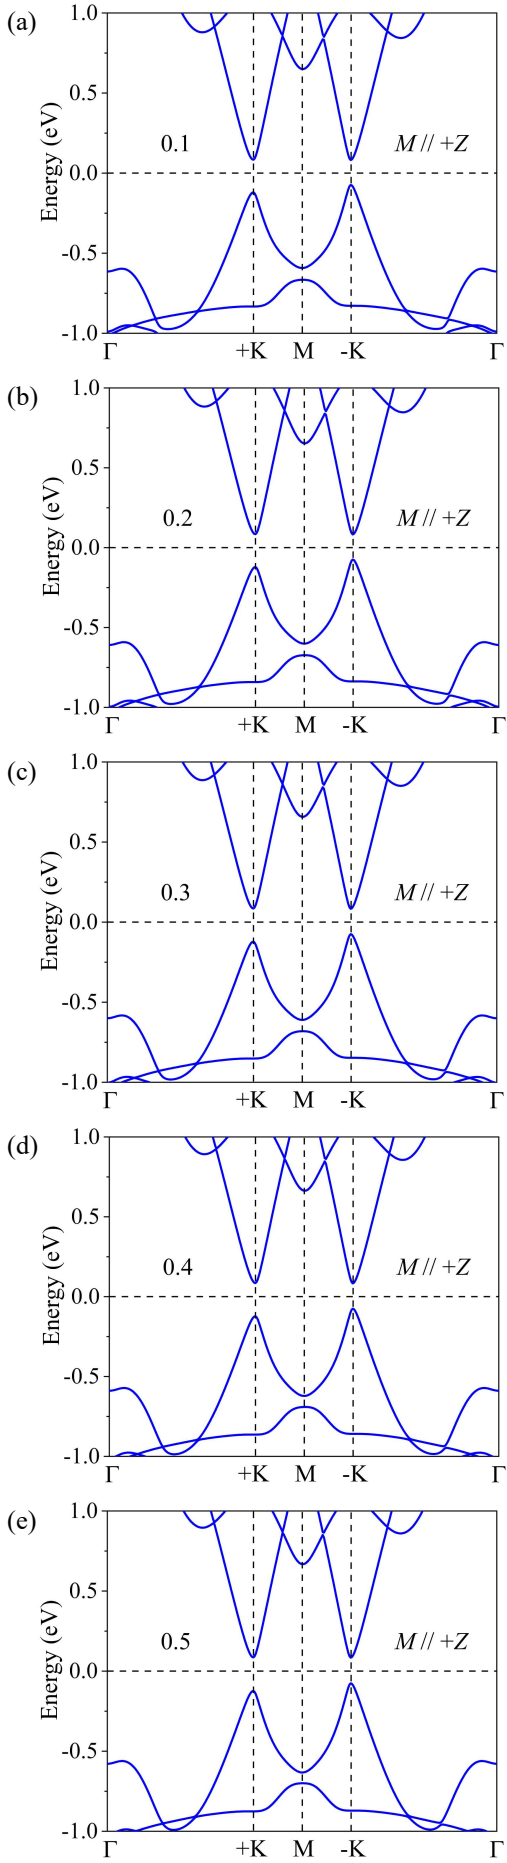 (a)
1.0
0.5
0.0
-0.5
-1.0
Energy (eV)
0.1
M // +Z
Γ +K M -K Γ
(b)
1.0
0.5
0.0
-0.5
-1.0
Energy (eV)
0.2
M // +Z
Γ +K M -K Γ
(c)
1.0
0.5
0.0
-0.5
-1.0
Energy (eV)
0.3
M // +Z
Γ +K M -K Γ
(d)
1.0
0.5
0.0
-0.5
-1.0
Energy (eV)
0.4
M // +Z
Γ +K M -K Γ
(e)
1.0
0.5
0.0
-0.5
-1.0
Energy (eV)
0.5
M // +Z
Γ +K M -K Γ